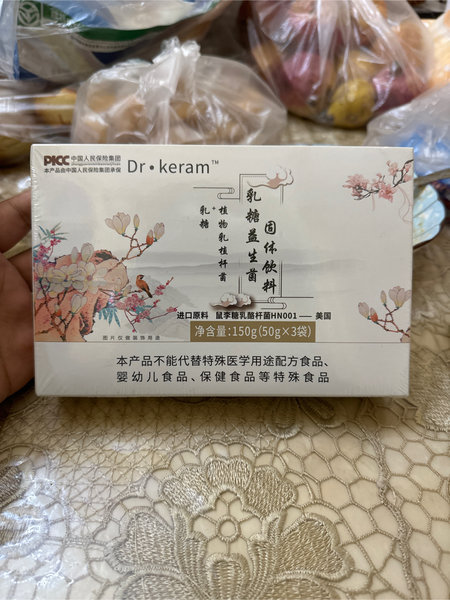 PICC 中国人民保险集团
本产品由中国人民保险集团承保
Dr•keram™
乳糖益生菌
固体饮料
乳糖+植物乳植杆菌
进口原料 鼠李糖乳酪杆菌HN001 — 美国
净含量:150g(50g×3袋)
图片仅做装饰用途
本产品不能代替特殊医学用途配方食品、
婴幼儿食品、保健食品等特殊食品